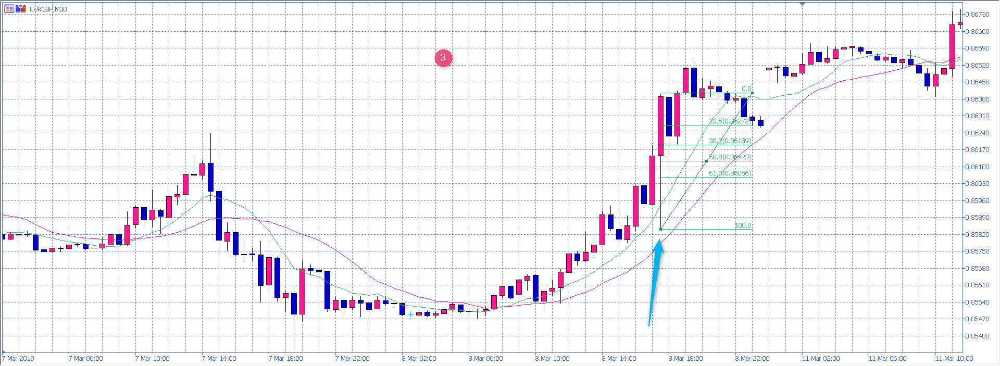 EURGBP,M30
3
0.86730
0.86660
0.86590
0.86520
0.86450
0.86380
0.86310
0.86240
0.86170
0.86100
0.86030
0.85960
0.85890
0.85820
0.85750
0.85680
0.85610
0.85540
0.85470
0.85400
0.0
23.6(0.86272)
38.2(0.86189)
50.0(0.86123)
61.8(0.86056)
100.0
7 Mar 2019
7 Mar 06:00
7 Mar 10:00
7 Mar 14:00
7 Mar 18:00
7 Mar 22:00
8 Mar 02:00
8 Mar 06:00
8 Mar 10:00
8 Mar 14:00
8 Mar 18:00
8 Mar 22:00
11 Mar 02:00
11 Mar 06:00
11 Mar 10:00